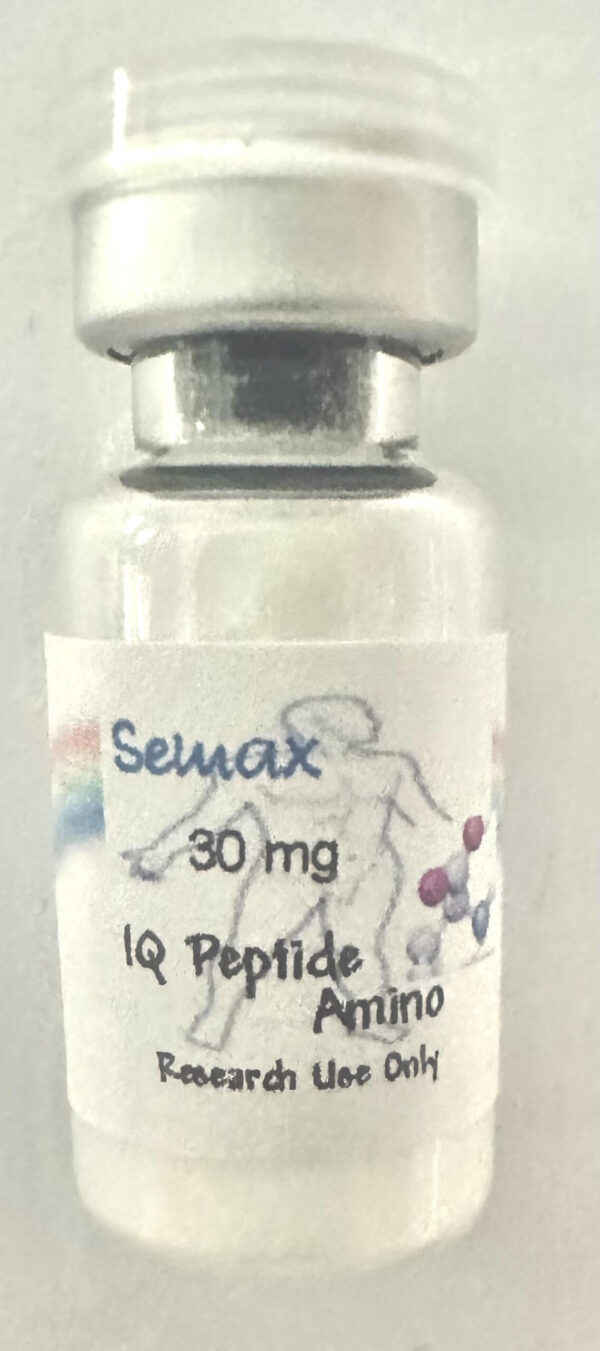 Semax
30 mg
IQ Peptide
Amino
Research Use Only